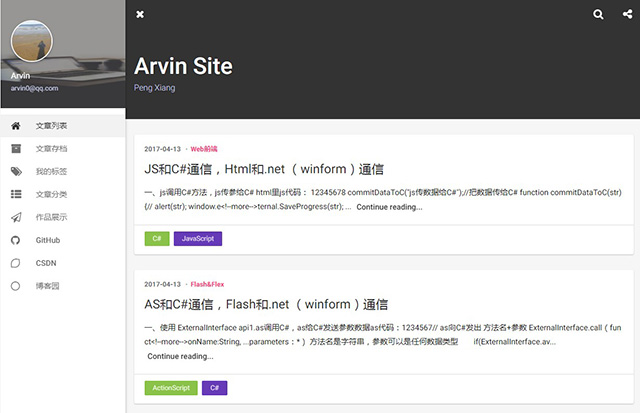 Arvin
arvin0@qq.com
文章列表
文章存档
我的标签
文章分类
作品展示
GitHub
CSDN
博客园
Arvin Site
Peng Xiang
2017-04-13 · Web前端
JS和C#通信，Html和.net （winform）通信
一、js调用C#方法，js传参给C# html里js代码： 12345678 commitDataToC("js传数据给C#");//把数据传给C# function commitDataToC(str)
{// alert(str); window.e<!--more-->ternal.SaveProgress(str); ... Continue reading...
C# JavaScript
2017-04-13 · Flash&Flex
AS和C#通信，Flash和.net （winform）通信
一、使用 ExternalInterface api1.as调用C#，as给C#发送参数数据as代码：1234567// as向C#发出 方法名+参数 ExternalInterface.call（fun
ct<!--more-->onName:String, ...parameters：*） 方法名是字符串，参数可以是任何数据类型 if(ExternalInterface.av...
Continue reading...
ActionScript C#